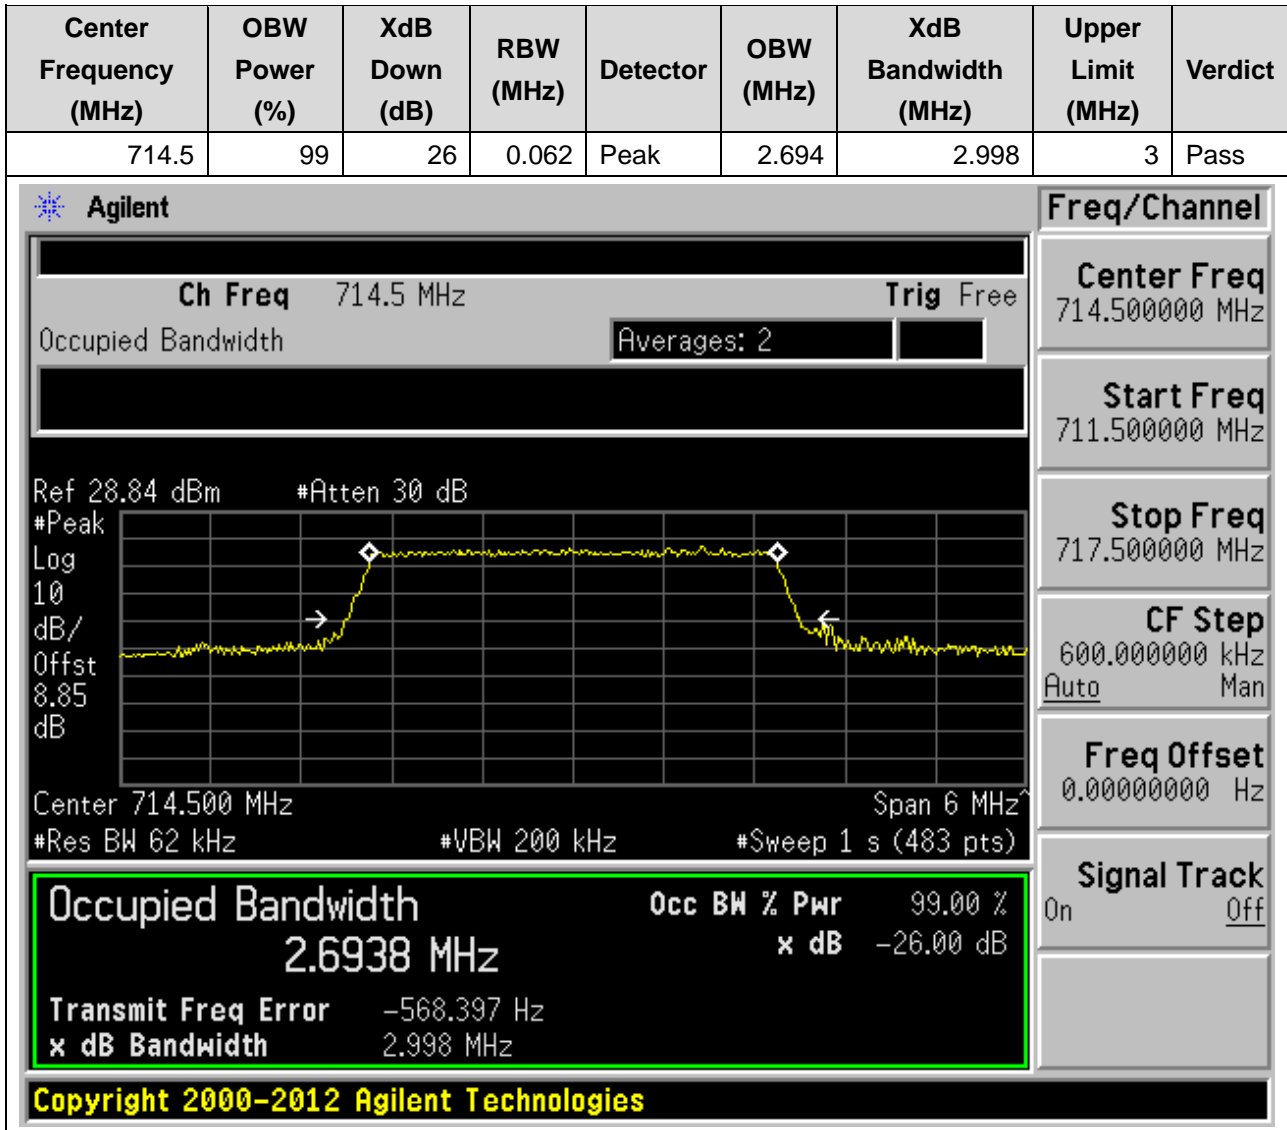 Center Frequency (MHz) OBW Power (%) XdB Down (dB) RBW (MHz) Detector OBW (MHz) XdB Bandwidth (MHz) Upper Limit (MHz) Verdict
714.5 99 26 0.062 Peak 2.694 2.998 3 Pass
Agilent
Freq/Channel
Ch Freq 714.5 MHz Trig Free
Occupied Bandwidth Averages: 2
Center Freq
714.500000 MHz
Start Freq
711.500000 MHz
Stop Freq
717.500000 MHz
CF Step
600.000000 kHz
Auto Man
Freq Offset
0.00000000 Hz
Signal Track
On Off
Ref 28.84 dBm #Atten 30 dB
#Peak
Log
10
dB/
Offst
8.85
dB
Center 714.500 MHz Span 6 MHz^
#Res BW 62 kHz #VBW 200 kHz #Sweep 1 s (483 pts)
Occupied Bandwidth Occ BW % Pwr 99.00 %
2.6938 MHz x dB -26.00 dB
Transmit Freq Error -568.397 Hz
x dB Bandwidth 2.998 MHz
Copyright 2000-2012 Agilent Technologies